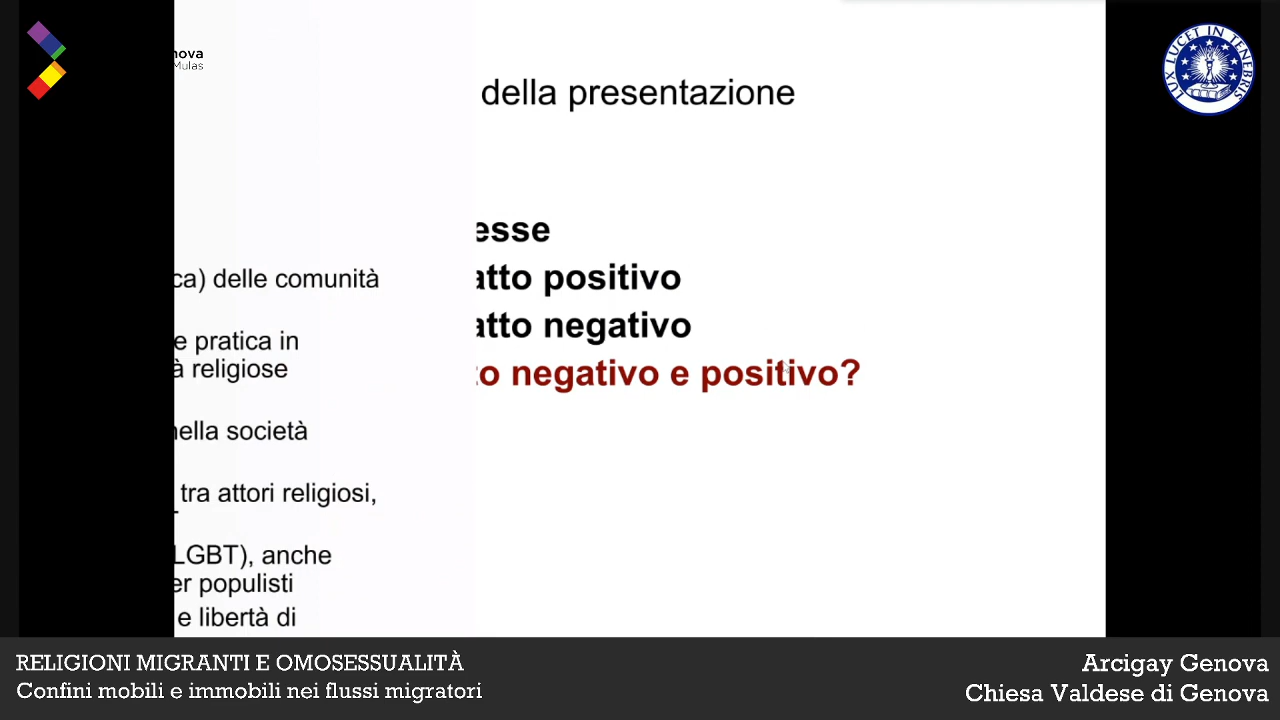 nova
Mulas
LUX LUCET IN TENEBRIS
della presentazione
esse
atto positivo
atto negativo
to negativo e positivo?
ca) delle comunità
e pratica in
à religiose
nella società
tra attori religiosi,
LGBT), anche
er populisti
e libertà di
RELIGIONI MIGRANTI E OMOSESSUALITÀ
Confini mobili e immobili nei flussi migratori
Arcigay Genova
Chiesa Valdese di Genova